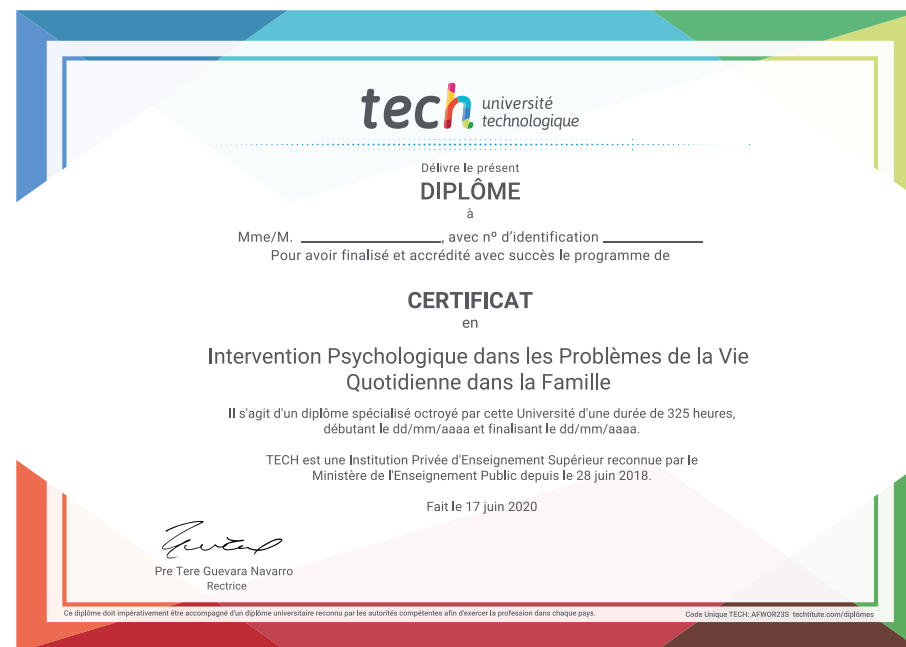 tech université
technologique
Délivre le présent
DIPLÔME
à
Mme/M. ____________________, avec nº d'identification ______________
Pour avoir finalisé et accrédité avec succès le programme de
CERTIFICAT
en
Intervention Psychologique dans les Problèmes de la Vie
Quotidienne dans la Famille
Il s'agit d'un diplôme spécialisé octroyé par cette Université d'une durée de 325 heures,
débutant le dd/mm/aaaa et finalisant le dd/mm/aaaa.
TECH est une Institution Privée d'Enseignement Supérieur reconnue par le
Ministère de l'Enseignement Public depuis le 28 juin 2018.
Fait le 17 juin 2020
Pre Tere Guevara Navarro
Rectrice
Ce diplôme doit impérativement être accompagné d'un diplôme universitaire reconnu par les autorités compétentes afin d'exercer la profession dans chaque pays.
Code Unique TECH: AFWOR23S techtitute.com/diplômes